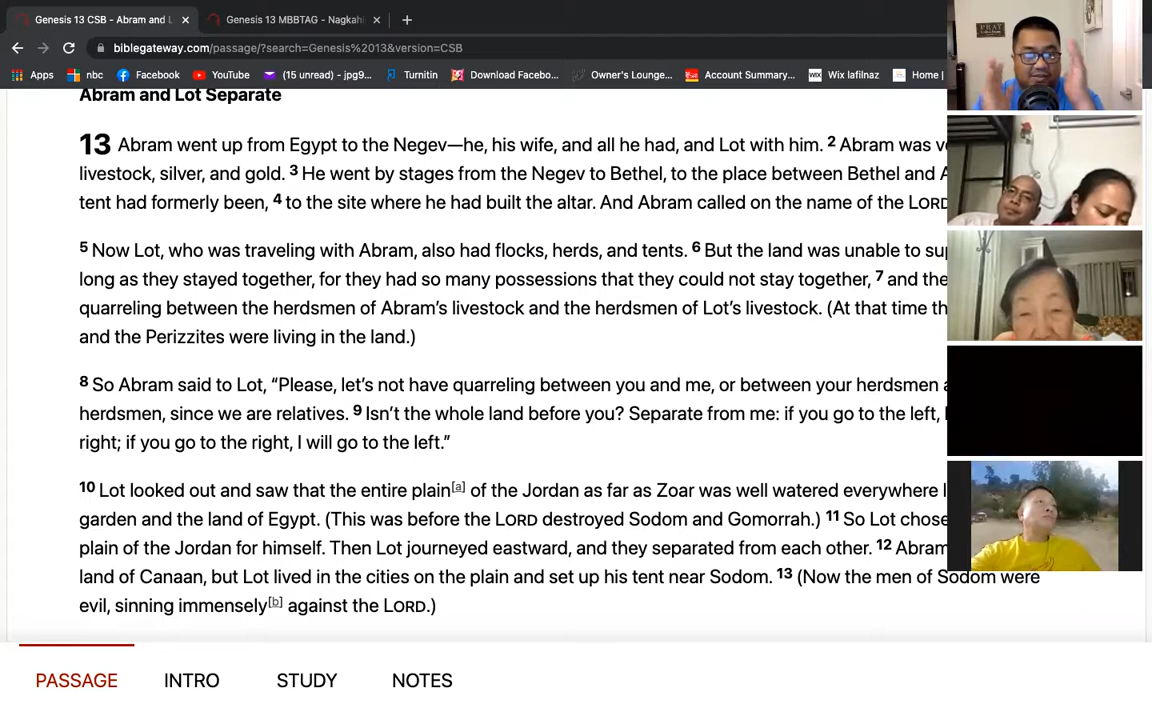 Genesis 13 CSB - Abram and L
Genesis 13 MBBTAG - Nagkahi
biblegateway.com/passage/?search=Genesis%2013&version=CSB
Apps nbc Facebook YouTube (15 unread) - jpg9... Turnitin Download Facebo... Owner's Lounge... Account Summary... WIX Wix lafilnaz Home |
PRAY
Abram and Lot Separate
13 Abram went up from Egypt to the Negev—he, his wife, and all he had, and Lot with him. 2 Abram was
livestock, silver, and gold. 3 He went by stages from the Negev to Bethel, to the place between Bethel and
tent had formerly been, 4 to the site where he had built the altar. And Abram called on the name of the LORD
5 Now Lot, who was traveling with Abram, also had flocks, herds, and tents. 6 But the land was unable to
long as they stayed together, for they had so many possessions that they could not stay together, 7 and
quarreling between the herdsmen of Abram's livestock and the herdsmen of Lot's livestock. (At that time
and the Perizzites were living in the land.)
8 So Abram said to Lot, “Please, let's not have quarreling between you and me, or between your herdsmen
herdsmen, since we are relatives. 9 Isn't the whole land before you? Separate from me: if you go to the left,
right; if you go to the right, I will go to the left.”
10 Lot looked out and saw that the entire plain[a] of the Jordan as far as Zoar was well watered everywhere
garden and the land of Egypt. (This was before the LORD destroyed Sodom and Gomorrah.) 11 So Lot chose
plain of the Jordan for himself. Then Lot journeyed eastward, and they separated from each other. 12 Abram
land of Canaan, but Lot lived in the cities on the plain and set up his tent near Sodom. 13 (Now the men of Sodom were
evil, sinning immensely[b] against the LORD.)
PASSAGE INTRO STUDY NOTES